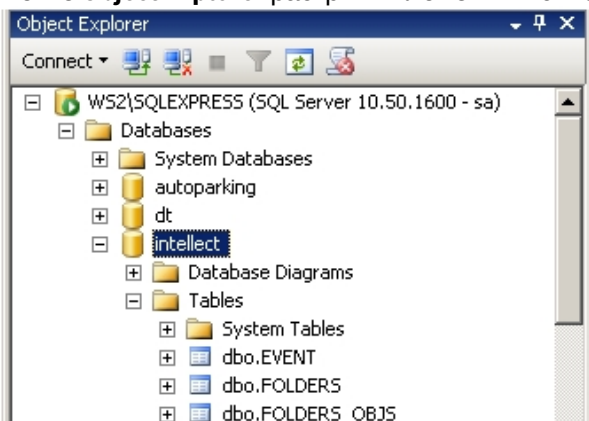 Object Explorer
Connect
WS2\SQLEXPRESS (SQL Server 10.50.1600 - sa)
Databases
System Databases
autoparking
dt
intellect
Database Diagrams
Tables
System Tables
dbo.EVENT
dbo.FOLDERS
dbo.FOLDERS_OBJS